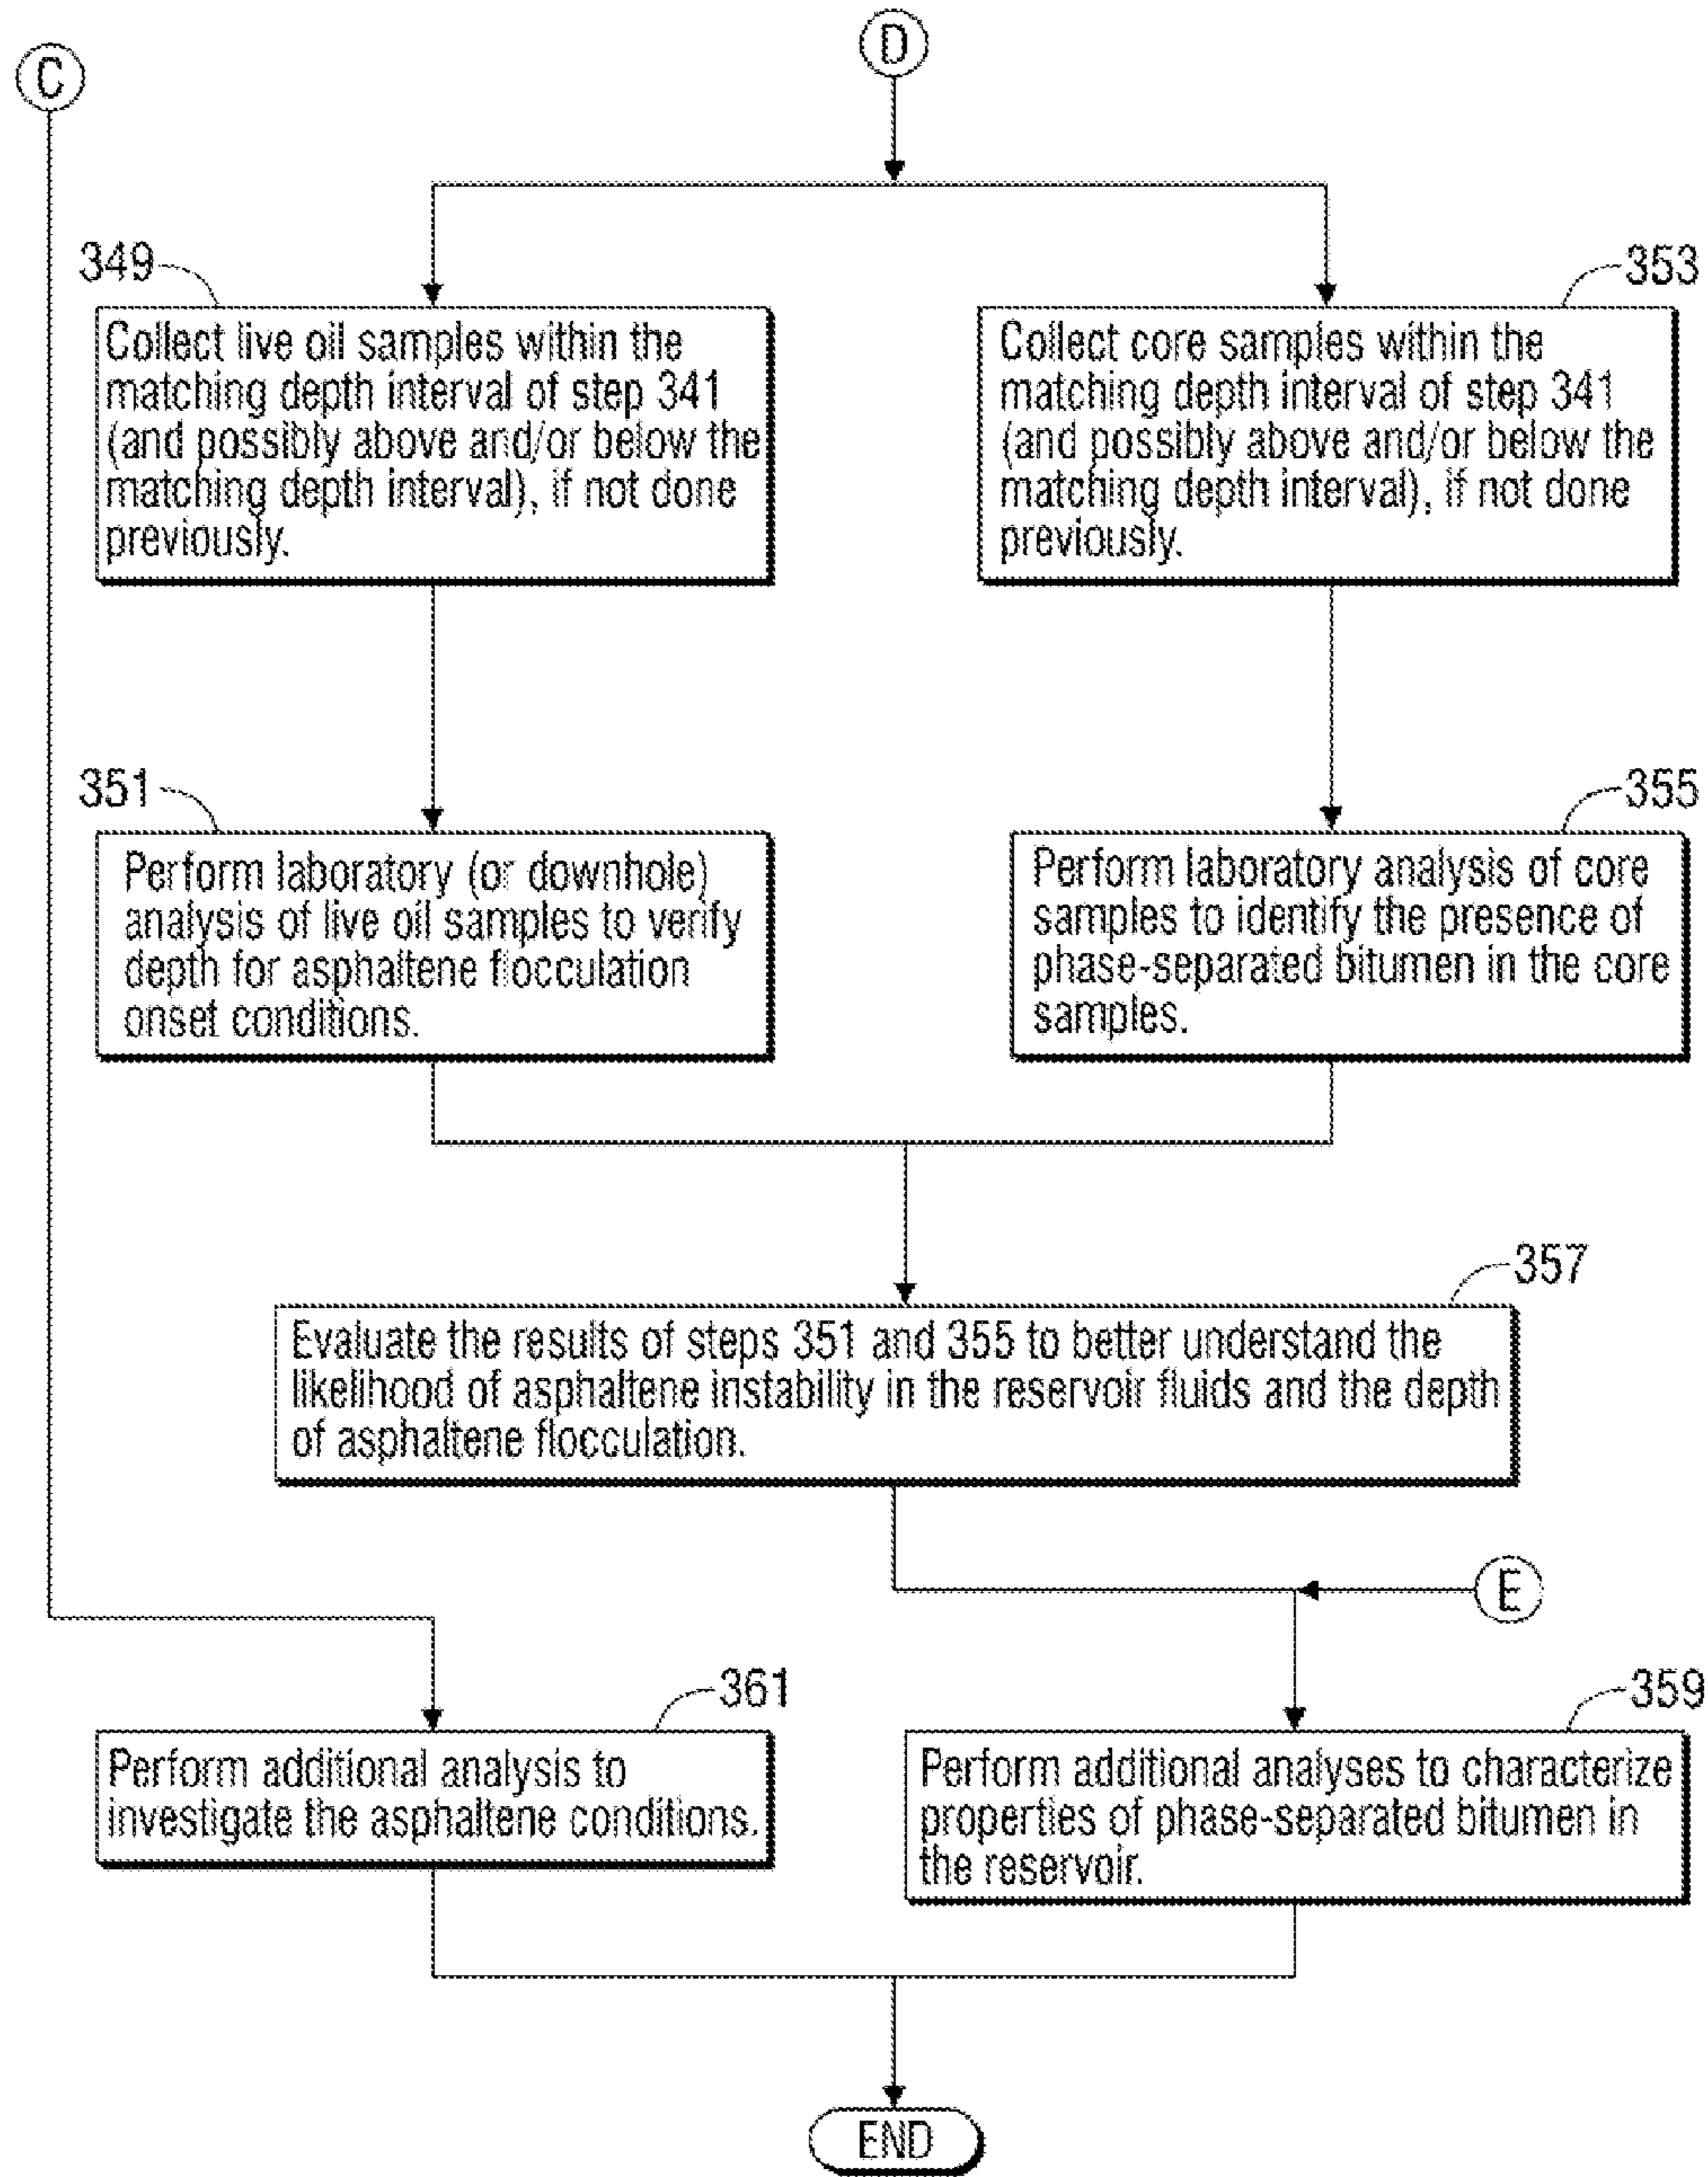 C
D
349
Collect live oil samples within the
matching depth interval of step 341
(and possibly above and/or below the
matching depth interval), if not done
previously.
353
Collect core samples within the
matching depth interval of step 341
(and possibly above and/or below the
matching depth interval), if not done
previously.
351
Perform laboratory (or downhole)
analysis of live oil samples to verify
depth for asphaltene flocculation
onset conditions.
355
Perform laboratory analysis of core
samples to identify the presence of
phase-separated bitumen in the core
samples.
357
Evaluate the results of steps 351 and 355 to better understand the
likelihood of asphaltene instability in the reservoir fluids and the depth
of asphaltene flocculation.
E
361
Perform additional analysis to
investigate the asphaltene conditions.
359
Perform additional analyses to characterize
properties of phase-separated bitumen in
the reservoir.
END